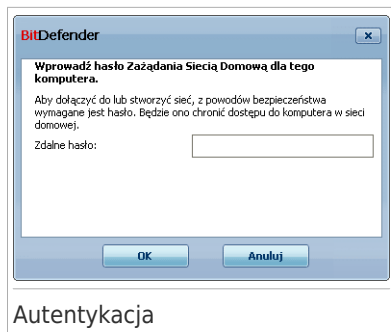 BitDefender
Wprowadź hasło Zażądania Siecią Domową dla tego
komputera.
Aby dołączyć do lub stworzyć sieć, z powodów bezpieczeństwa
wymagane jest hasło. Będzie ono chronić dostępu do komputera w sieci
domowej.
Zdalne hasło:
OK Anuluj
Autentykacja